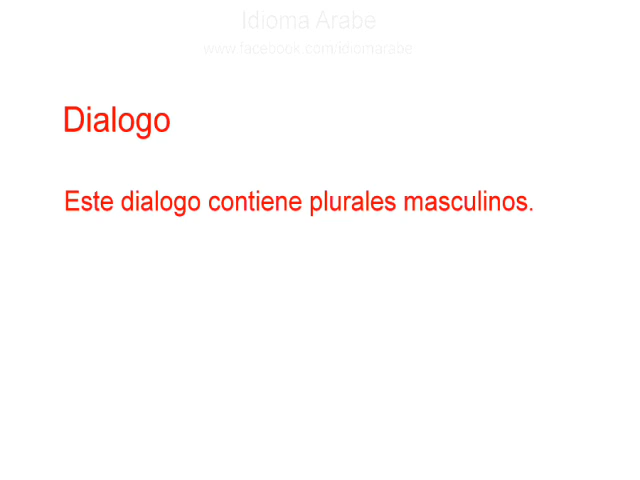 Idioma Arabe
www.facebook.com/idiomarabe
Dialogo
Este dialogo contiene plurales masculinos.